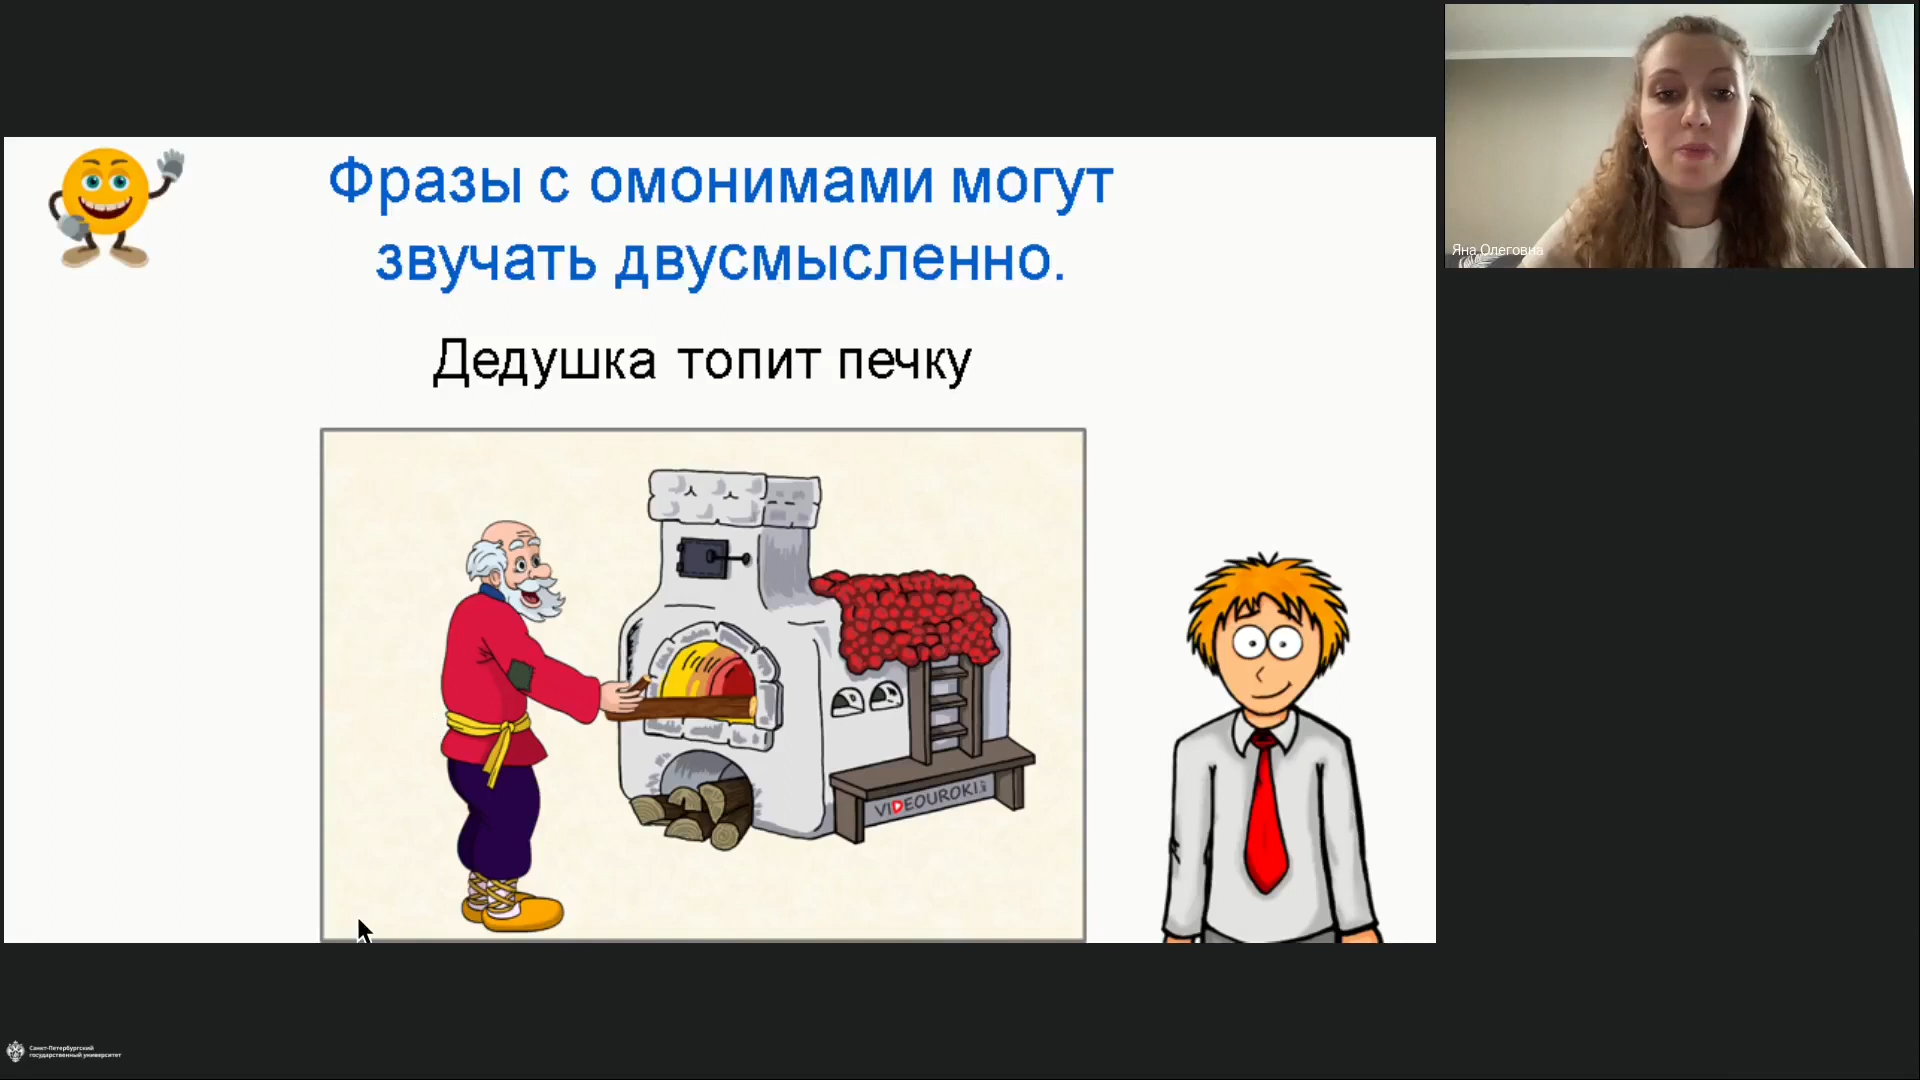 Фразы с омонимами могут
звучать двусмысленно.
Дедушка топит печку
VIDEOUROKI
Яна Олеговна
Санкт-Петербургский
государственный университет